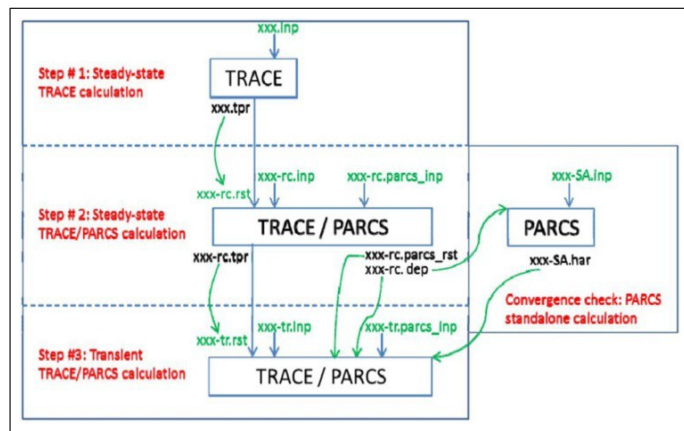 xxx.inp
Step # 1: Steady-state
TRACE calculation
TRACE
xxx.tpr
xxx-rc.rst
xxx-rc.inp
xxx-rc.parcs_inp
xxx-SA.inp
Step # 2: Steady-state
TRACE/PARCS
calculation
TRACE / PARCS
PARCS
xxx-rc.tpr
xxx-rc.parcs_rst
xxx-rc. dep
xxx-SA.har
Convergence check: PARCS
standalone calculation
Step #3: Transient
TRACE/PARCS
calculation
xxx-tr.rst
xxx-tr.inp
xxx-tr.parcs_inp
TRACE / PARCS